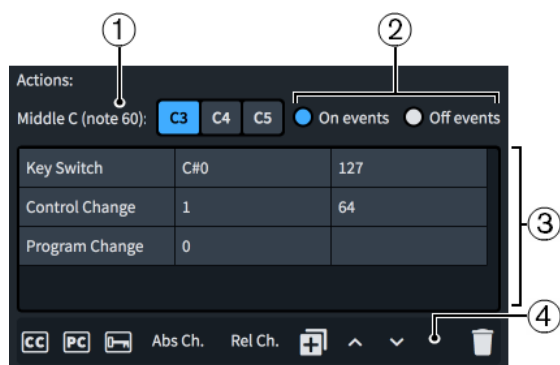 1 2
Actions:
Middle C (note 60): C3 C4 C5 On events Off events
Key Switch C#0 127
Control Change 1 64
Program Change 0
3
4
CC PC Abs Ch. Rel Ch.